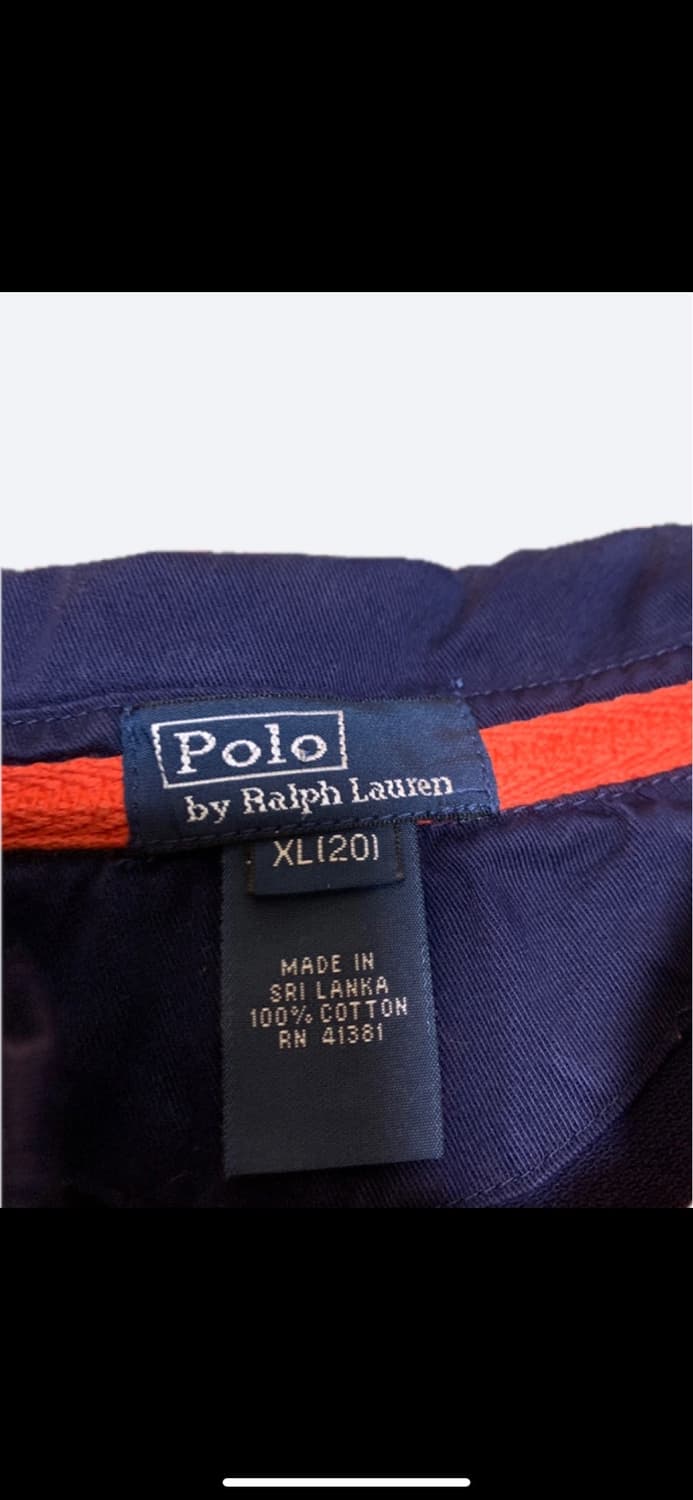 Polo
by Ralph Lauren
XL(20)
MADE IN
SRI LANKA
100% COTTON
RN 41381